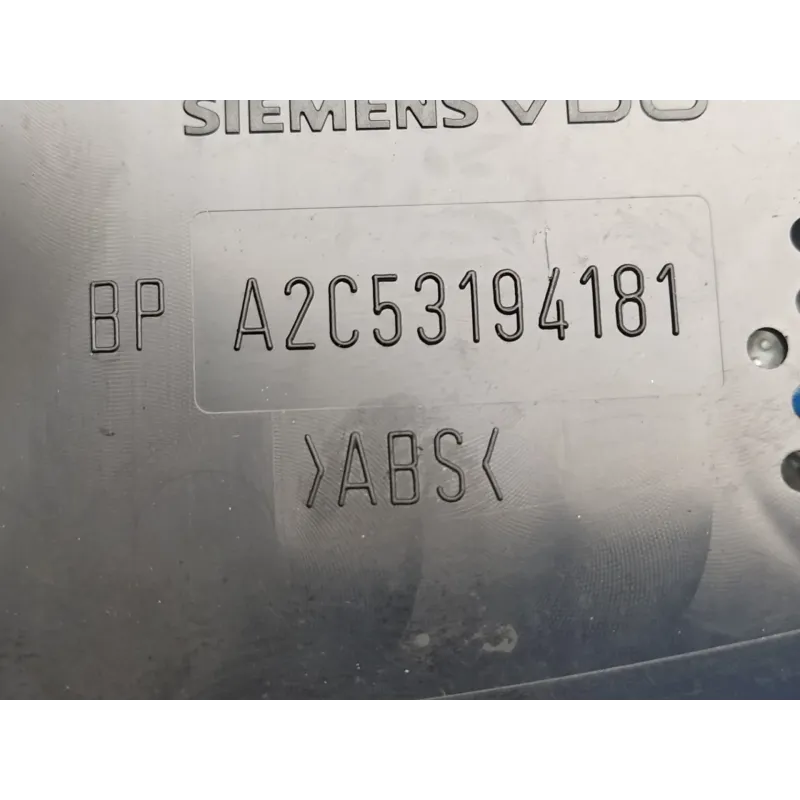 SIEMENS VDO
BP A2C53194181
>ABS<